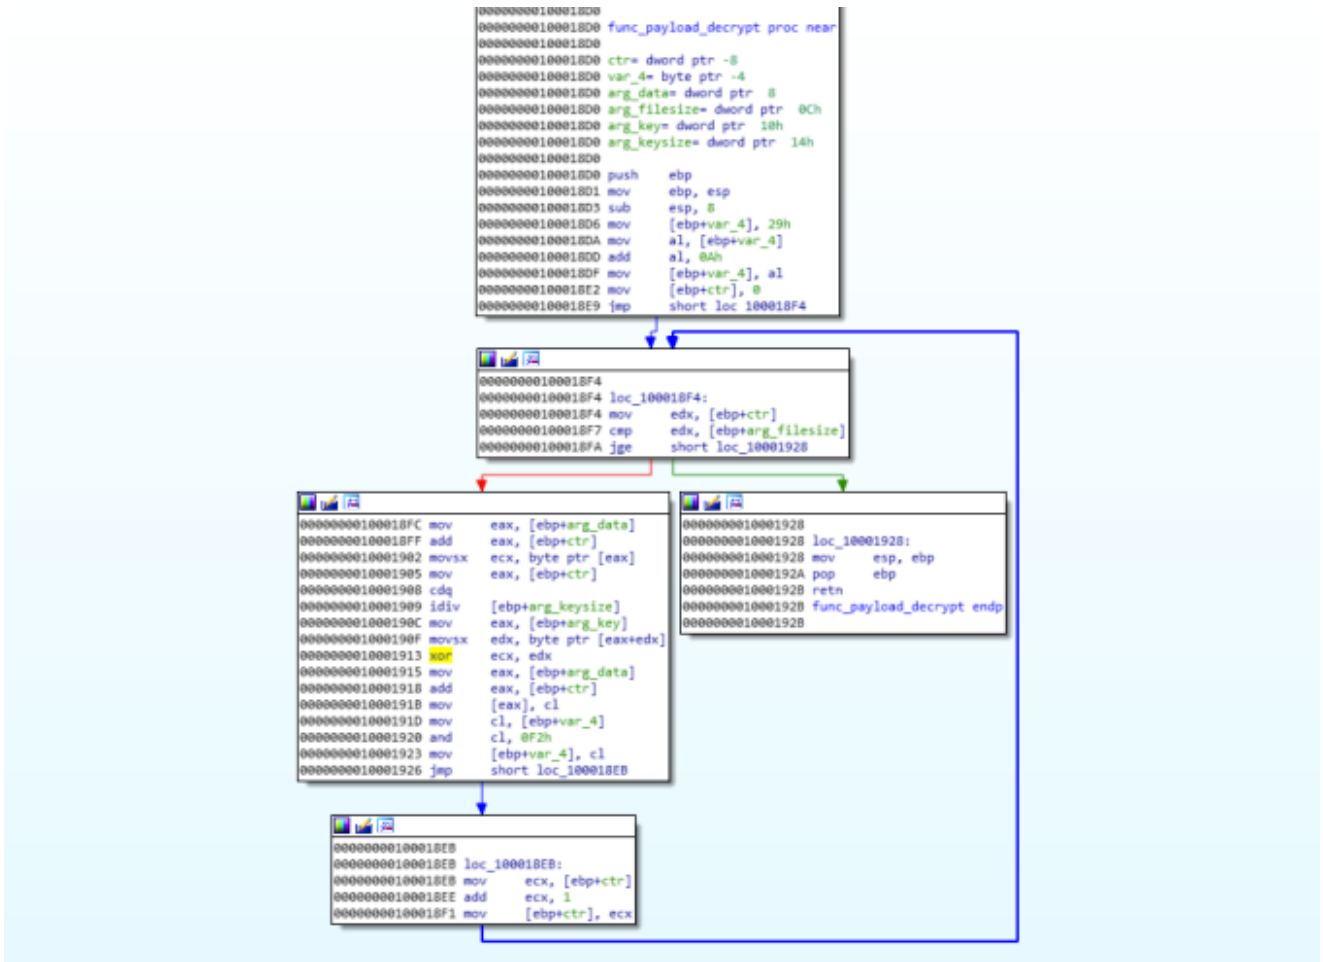 00000000100018D0
00000000100018D0 func_payload_decrypt proc near
00000000100018D0
00000000100018D0 ctr= dword ptr -8
00000000100018D0 var_4= byte ptr -4
00000000100018D0 arg_data= dword ptr 8
00000000100018D0 arg_filesize= dword ptr 0Ch
00000000100018D0 arg_key= dword ptr 10h
00000000100018D0 arg_keysize= dword ptr 14h
00000000100018D0
00000000100018D0 push ebp
00000000100018D1 mov ebp, esp
00000000100018D3 sub esp, 8
00000000100018D6 mov [ebp+var_4], 29h
00000000100018DA mov al, [ebp+var_4]
00000000100018DD add al, 0Ah
00000000100018DF mov [ebp+var_4], al
00000000100018E2 mov [ebp+ctr], 0
00000000100018E9 jmp short loc_100018F4
00000000100018F4
00000000100018F4 loc_100018F4:
00000000100018F4 mov edx, [ebp+ctr]
00000000100018F7 cmp edx, [ebp+arg_filesize]
00000000100018FA jge short loc_10001928
00000000100018FC mov eax, [ebp+arg_data]
00000000100018FF add eax, [ebp+ctr]
0000000010001902 movsx ecx, byte ptr [eax]
0000000010001905 mov eax, [ebp+ctr]
0000000010001908 cdq
0000000010001909 idiv [ebp+arg_keysize]
000000001000190C mov eax, [ebp+arg_key]
000000001000190F movsx edx, byte ptr [eax+edx]
0000000010001913 xor ecx, edx
0000000010001915 mov eax, [ebp+arg_data]
0000000010001918 add eax, [ebp+ctr]
000000001000191B mov [eax], cl
000000001000191D mov cl, [ebp+var_4]
0000000010001920 and cl, 0F2h
0000000010001923 mov [ebp+var_4], cl
0000000010001926 jmp short loc_100018EB
0000000010001928
0000000010001928 loc_10001928:
0000000010001928 mov esp, ebp
000000001000192A pop ebp
000000001000192B retn
000000001000192B func_payload_decrypt endp
000000001000192B
00000000100018EB
00000000100018EB loc_100018EB:
00000000100018EB mov ecx, [ebp+ctr]
00000000100018EE add ecx, 1
00000000100018F1 mov [ebp+ctr], ecx